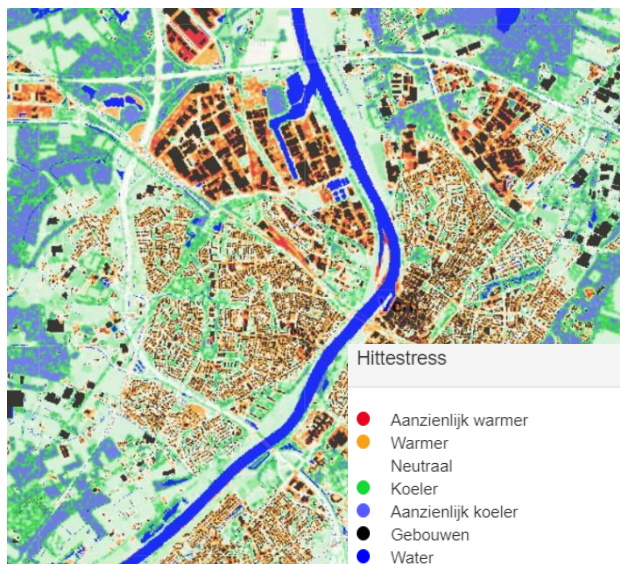 Hittestress
Aanzienlijk warmer
Warmer
Neutraal
Koeler
Aanzienlijk koeler
Gebouwen
Water